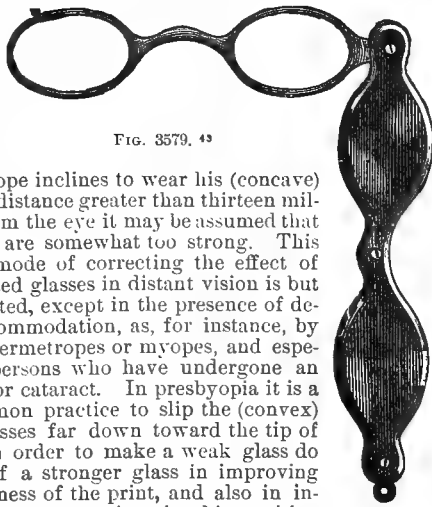 FIG. 3579. ⁴³
ope inclines to wear his (concave)
distance greater than thirteen mil-
m the eye it may be assumed that
are somewhat too strong. This
mode of correcting the effect of
ed glasses in distant vision is but
ted, except in the presence of de-
ommodation, as, for instance, by
ermetropes or myopes, and espe-
persons who have undergone an
or cataract. In presbyopia it is a
mon practice to slip the (convex)
sses far down toward the tip of
n order to make a weak glass do
f a stronger glass in improving
ness of the print, and also in in-